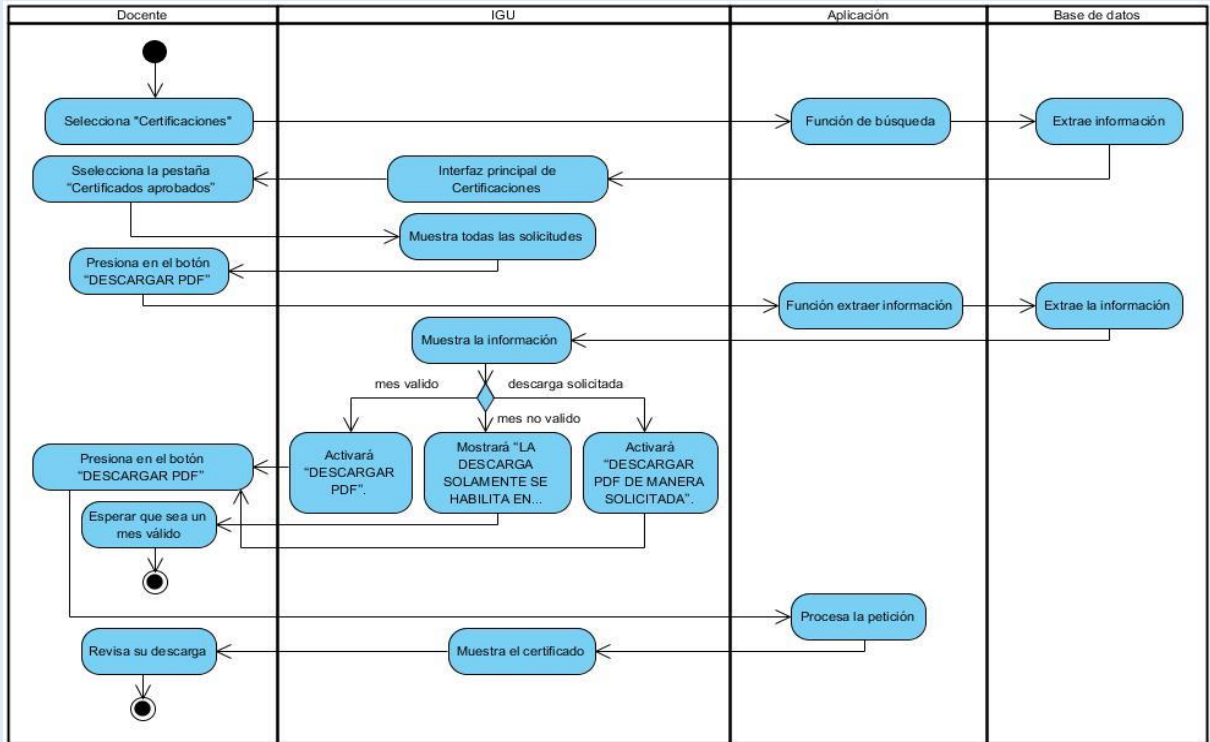 Docente
IGU
Aplicación
Base de datos
Selecciona "Certificaciones"
Función de búsqueda
Extrae información
Sselecciona la pestaña
“Certificados aprobados”
Interfaz principal de
Certificaciones
Muestra todas las solicitudes
Presiona en el botón
“DESCARGAR PDF”
Función extraer información
Extrae la información
Muestra la información
mes valido
descarga solicitada
mes no valido
Presiona en el botón
“DESCARGAR PDF”
Activará
“DESCARGAR
PDF”.
Mostrará “LA
DESCARGA
SOLAMENTE SE
HABILITA EN...
Activará
“DESCARGAR
PDF DE MANERA
SOLICITADA”.
Esperar que sea un
mes válido
Procesa la petición
Revisa su descarga
Muestra el certificado